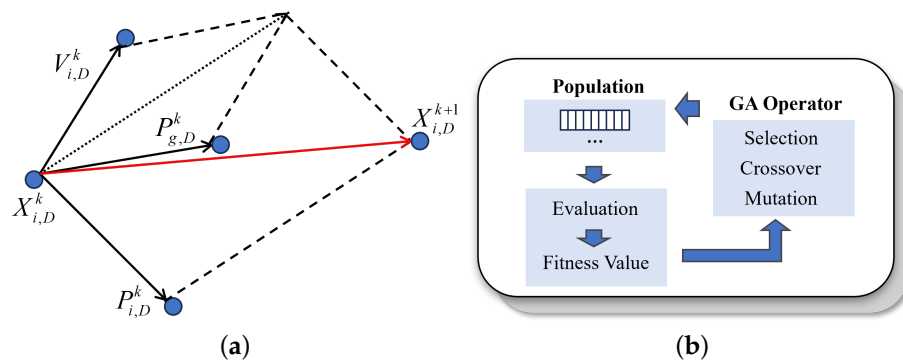 V^k_{i,D}
P^k_{g,D}
X^{k+1}_{i,D}
X^k_{i,D}
P^k_{i,D}
(a)
Population
...
Evaluation
Fitness Value
GA Operator
Selection
Crossover
Mutation
(b)